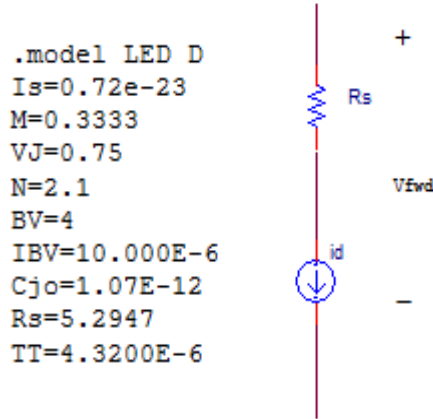 .model LED D
Is=0.72e-23
M=0.3333
VJ=0.75
N=2.1
BV=4
IBV=10.000E-6
Cjo=1.07E-12
Rs=5.2947
TT=4.3200E-6
+
Rs
Vfwd
id
−